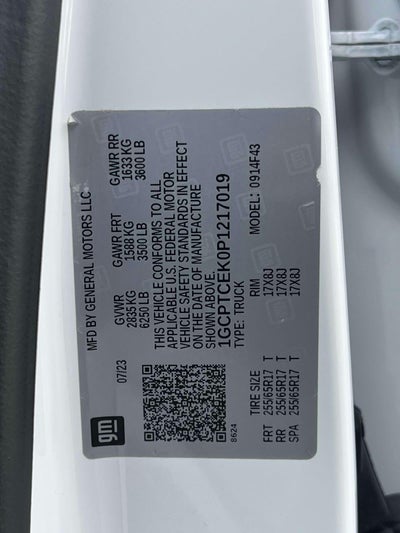 gm
MFD BY GENERAL MOTORS LLC
07/23
GVWR GAWR FRT GAWR RR
2835 KG 1588 KG 1633 KG
6250 LB 3500 LB 3600 LB
THIS VEHICLE CONFORMS TO ALL
APPLICABLE U.S. FEDERAL MOTOR
VEHICLE SAFETY STANDARDS IN EFFECT
ON THE DATE OF MANUFACTURE
SHOWN ABOVE.
1GCPTCEK0P1217019
TYPE: TRUCK MODEL: 0914F43
8624
TIRE SIZE RIM
FRT 255/65R17 T 17X8J
RR 255/65R17 T 17X8J
SPA 255/65R17 T 17X8J